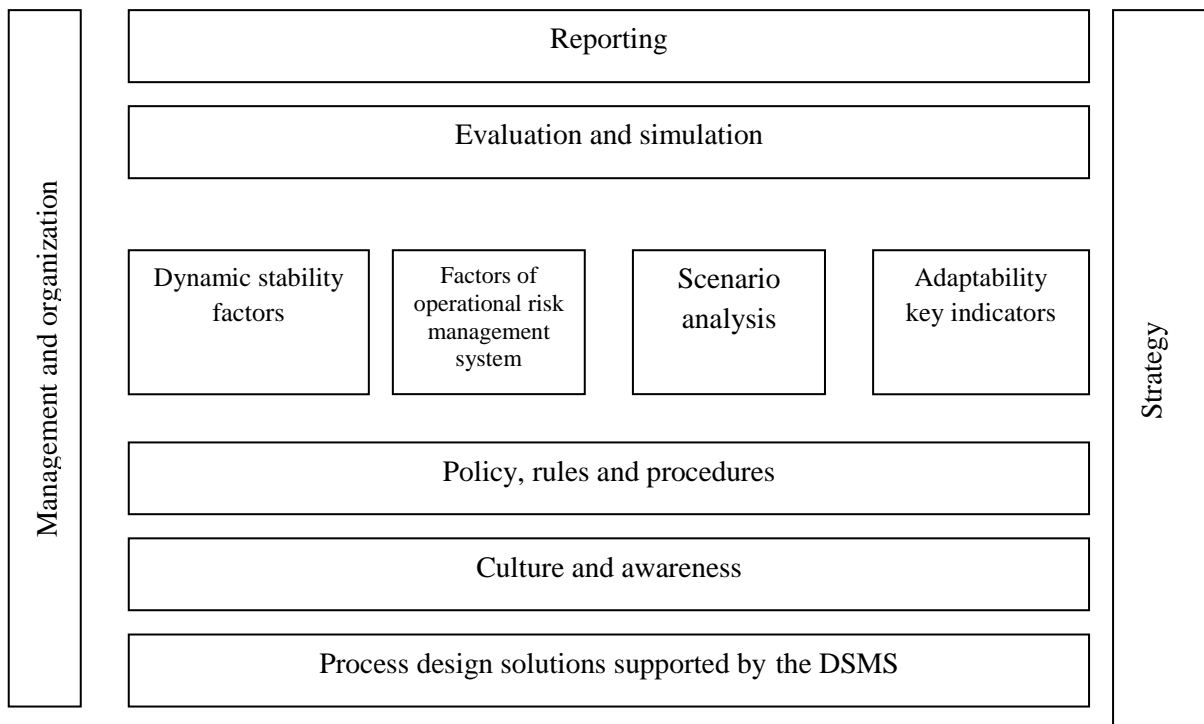 Management and organization
Reporting
Evaluation and simulation
Dynamic stability
factors
Factors of
operational risk
management
system
Scenario
analysis
Adaptability
key indicators
Policy, rules and procedures
Culture and awareness
Process design solutions supported by the DSMS
Strategy